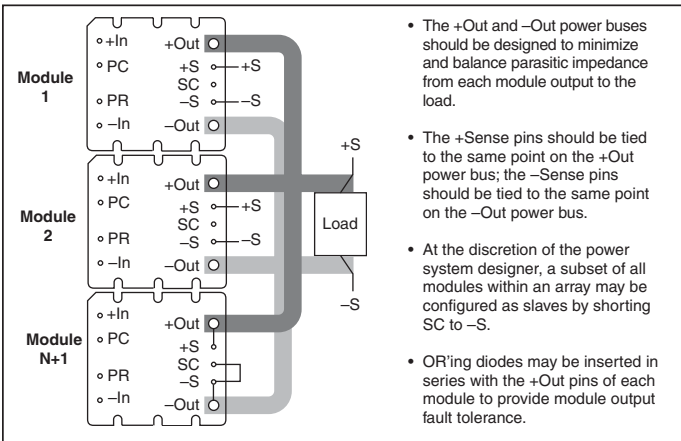 Module
1
+In
PC
PR
–In
+Out
+S
SC
–S
–Out
+S
–S
Module
2
+In
PC
PR
–In
+Out
+S
SC
–S
–Out
+S
–S
Module
N+1
+In
PC
PR
–In
+Out
+S
SC
–S
–Out
+S
Load
–S
• The +Out and –Out power buses
should be designed to minimize
and balance parasitic impedance
from each module output to the
load.
• The +Sense pins should be tied
to the same point on the +Out
power bus; the –Sense pins
should be tied to the same point
on the –Out power bus.
• At the discretion of the power
system designer, a subset of all
modules within an array may be
configured as slaves by shorting
SC to –S.
• OR'ing diodes may be inserted in
series with the +Out pins of each
module to provide module output
fault tolerance.